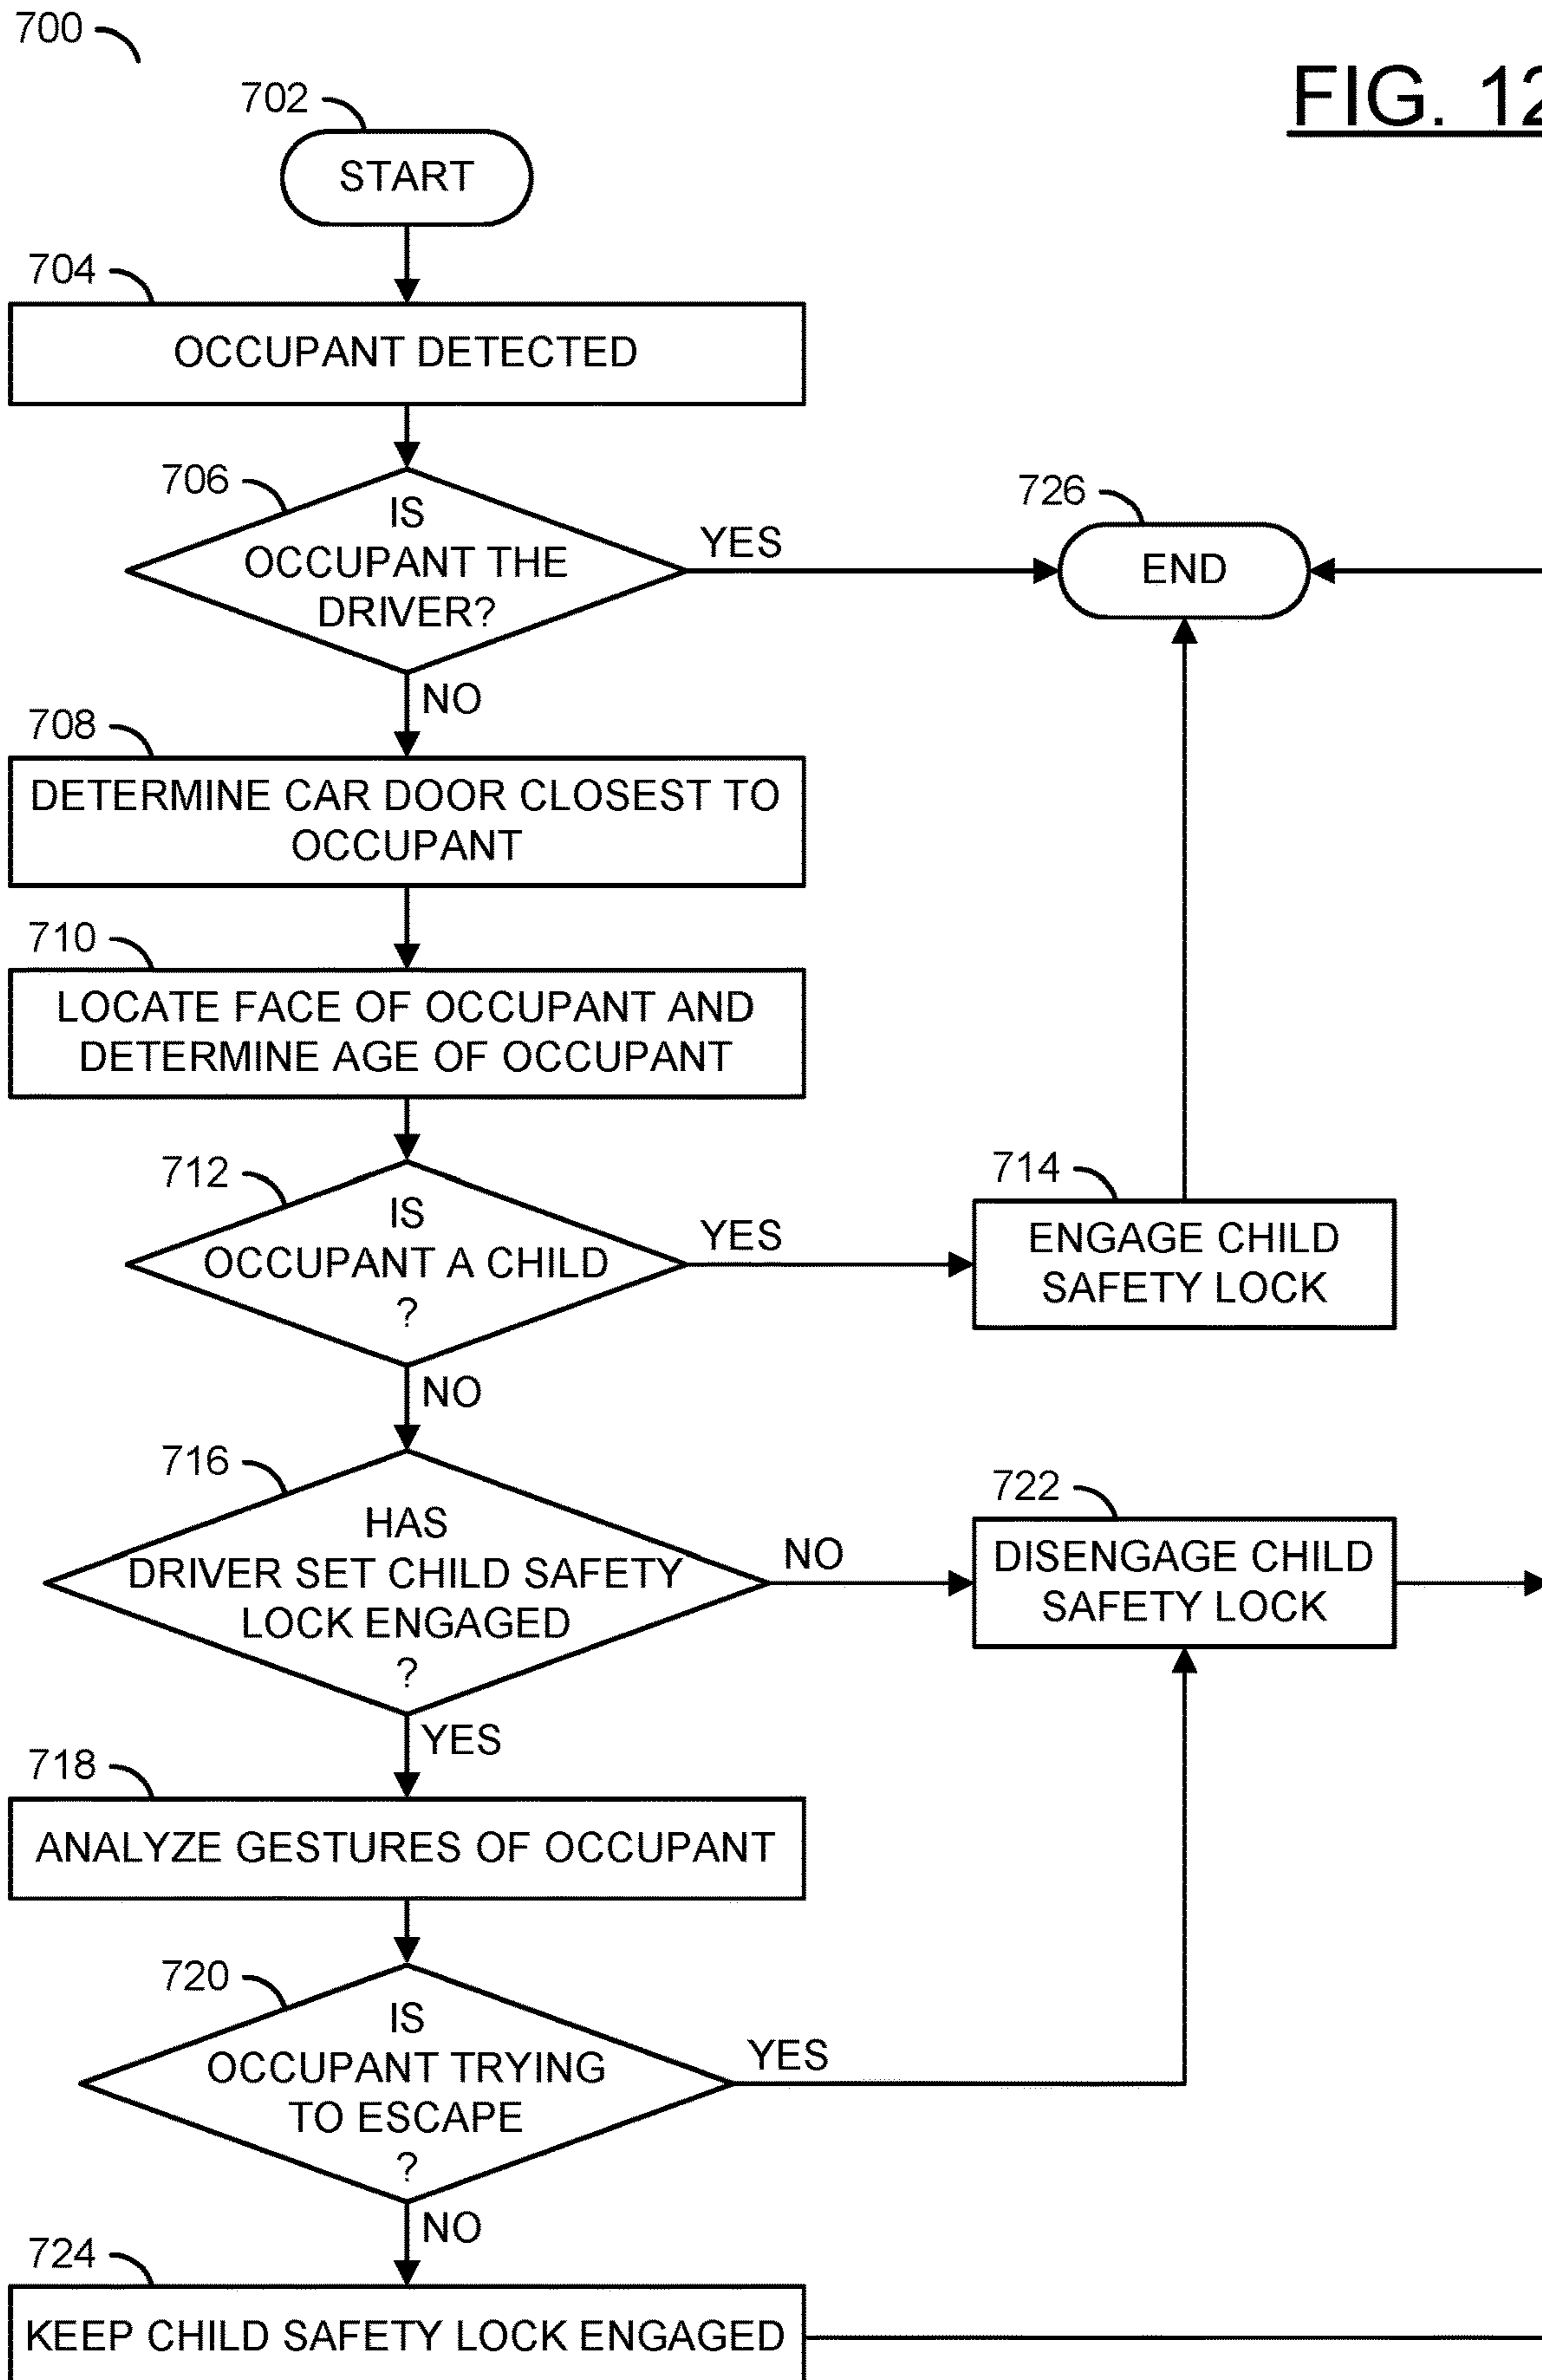 700
FIG. 12
702
START
704
OCCUPANT DETECTED
706
IS
OCCUPANT THE
DRIVER?
YES
726
END
NO
708
DETERMINE CAR DOOR CLOSEST TO
OCCUPANT
710
LOCATE FACE OF OCCUPANT AND
DETERMINE AGE OF OCCUPANT
712
IS
OCCUPANT A CHILD
?
YES
714
ENGAGE CHILD
SAFETY LOCK
NO
716
HAS
DRIVER SET CHILD SAFETY
LOCK ENGAGED
?
NO
722
DISENGAGE CHILD
SAFETY LOCK
YES
718
ANALYZE GESTURES OF OCCUPANT
720
IS
OCCUPANT TRYING
TO ESCAPE
?
YES
NO
724
KEEP CHILD SAFETY LOCK ENGAGED